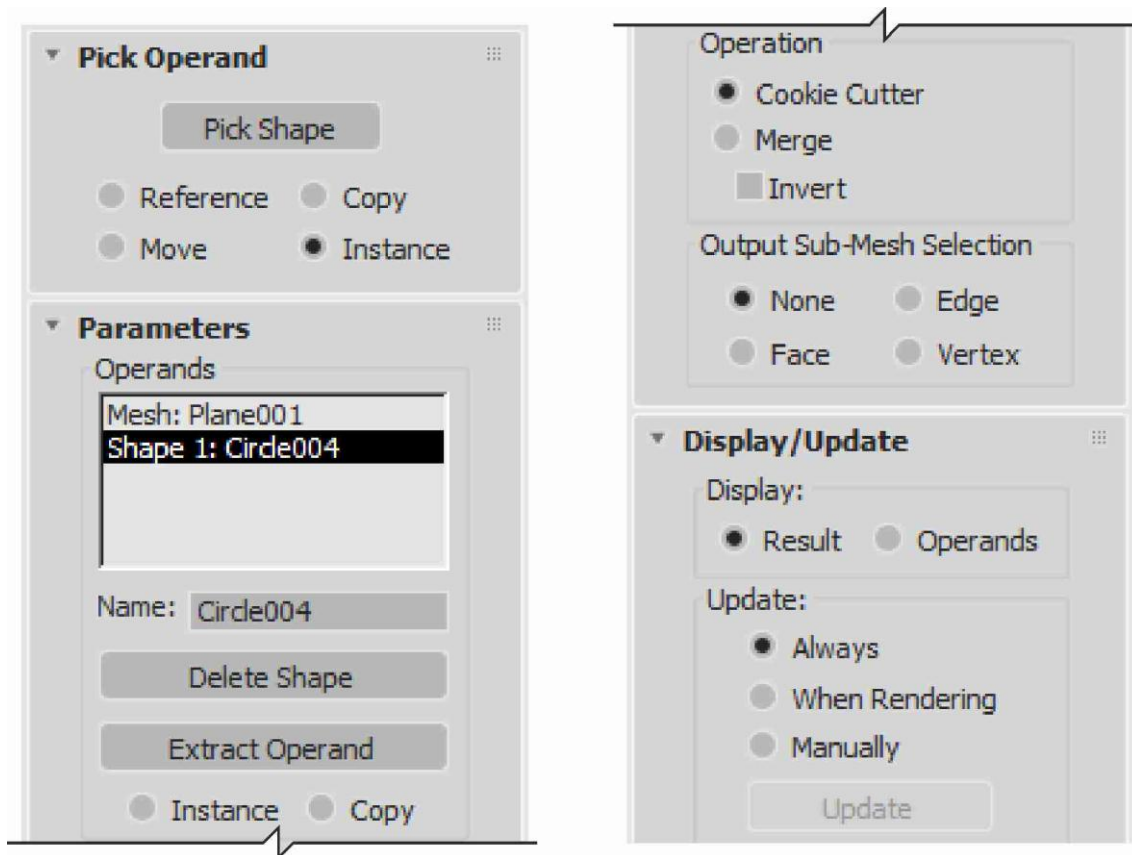 Pick Operand
Pick Shape
Reference Copy
Move Instance
Parameters
Operands
Mesh: Plane001
Shape 1: Circle004
Name: Circle004
Delete Shape
Extract Operand
Instance Copy
Operation
Cookie Cutter
Merge
Invert
Output Sub-Mesh Selection
None Edge
Face Vertex
Display/Update
Display:
Result Operands
Update:
Always
When Rendering
Manually
Update